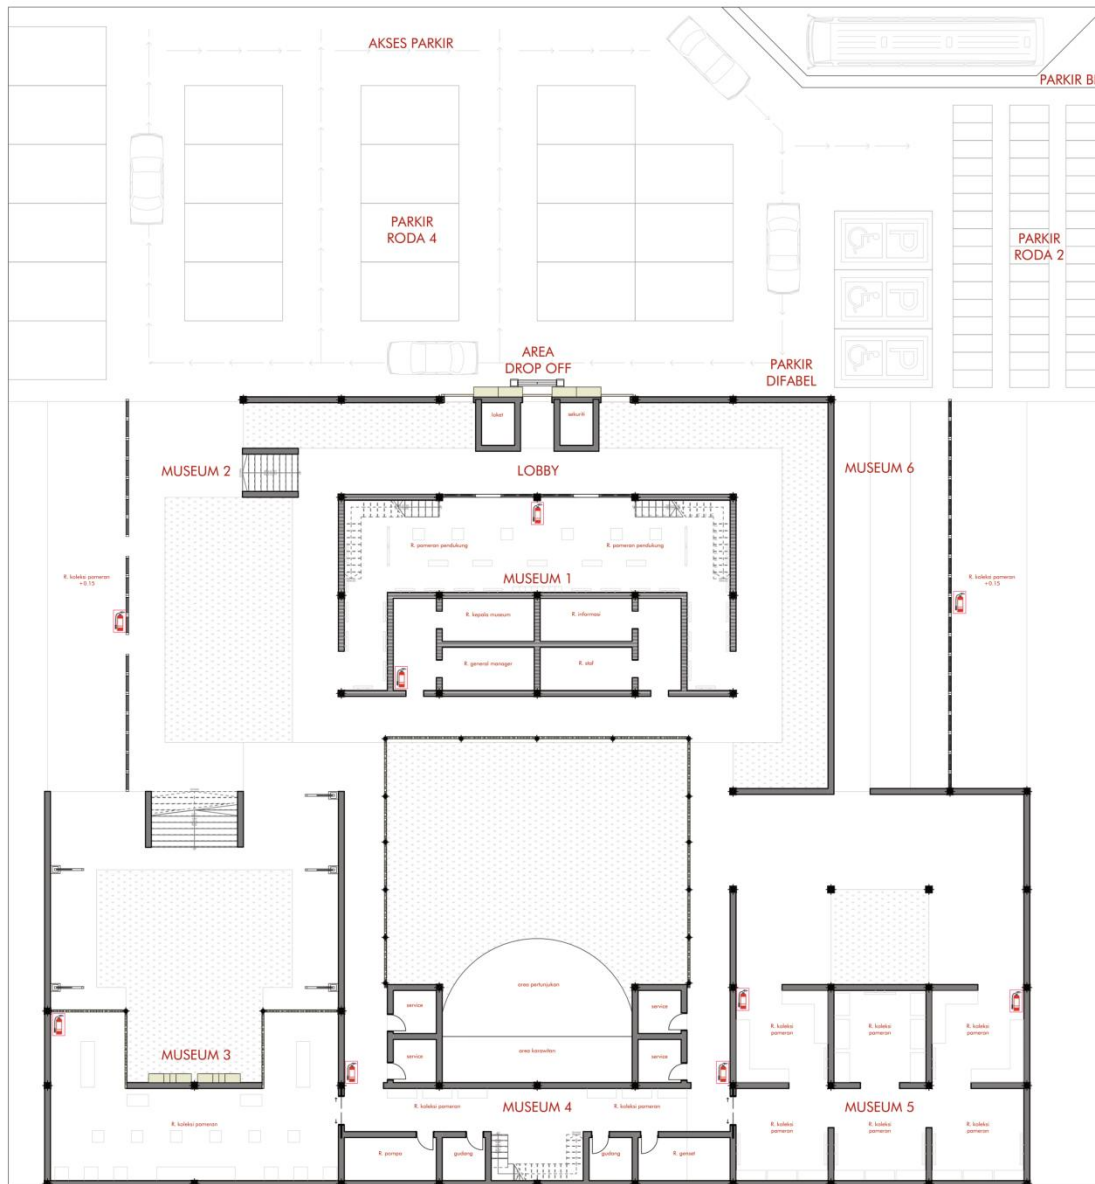 AKSES PARKIR
PARKIR B
PARKIR
RODA 4
PARKIR
RODA 2
AREA
DROP OFF
PARKIR
DIFABEL
P
P
P
loket
sekuriti
MUSEUM 2
LOBBY
MUSEUM 6
R. pameran pendukung
R. pameran pendukung
MUSEUM 1
R. koleksi pameran
+0.15
R. koleksi pameran
+0.15
R. kepala museum
R. informasi
R. general manager
R. staf
area pertunjukan
service
service
area karawitan
service
service
R. koleksi
pameran
R. koleksi
pameran
R. koleksi
pameran
MUSEUM 3
R. koleksi pameran
R. koleksi pameran
MUSEUM 4
R. koleksi pameran
MUSEUM 5
R. koleksi
pameran
R. koleksi
pameran
R. koleksi
pameran
R. pompa
gudang
gudang
R. genset